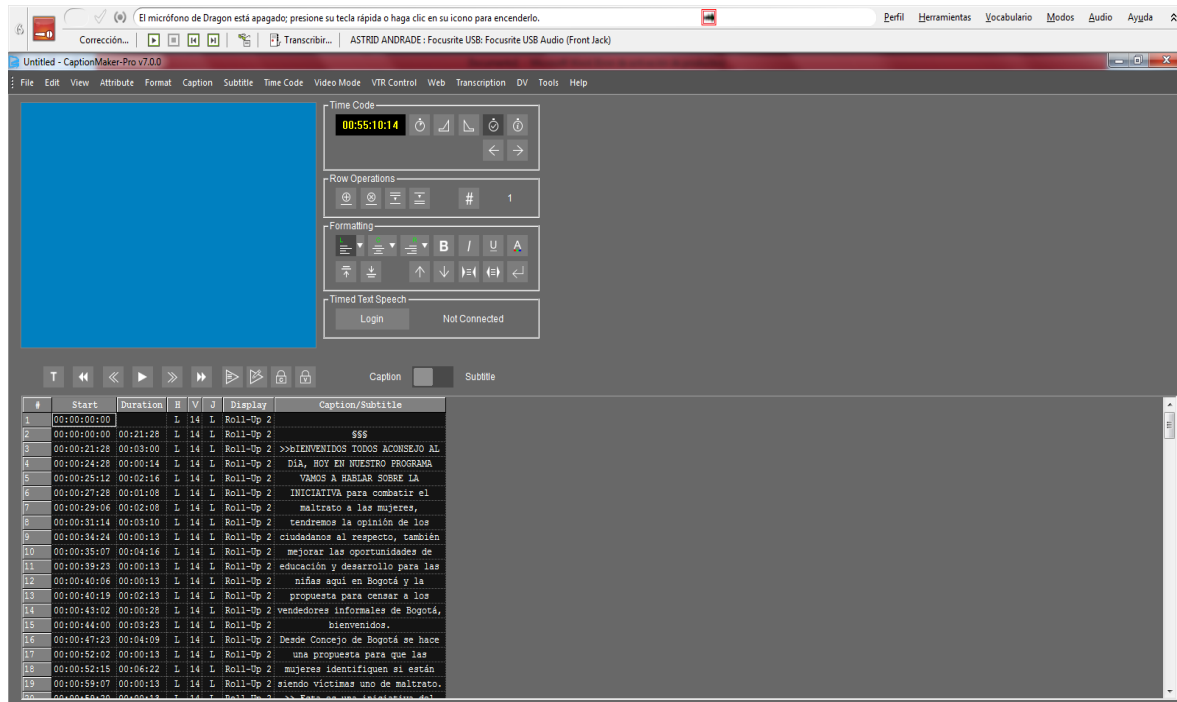 El micrófono de Dragon está apagado; presione su tecla rápida o haga clic en su icono para encenderlo.
Perfil Herramientas Vocabulario Modos Audio Ayuda
Corrección... Transcribir... ASTRID ANDRADE : Focusrite USB: Focusrite USB Audio (Front Jack)
Untitled - CaptionMaker-Pro v7.0.0
File Edit View Attribute Format Caption Subtitle Time Code Video Mode VTR Control Web Transcription DV Tools Help
Time Code
00:55:10:14
Row Operations
# 1
Formatting
B I U A
Timed Text Speech
Login Not Connected
T Caption Subtitle
# Start Duration H V J Display Caption/Subtitle
1 00:00:00:00 L 14 L Roll-Up 2
2 00:00:00:00 00:21:28 L 14 L Roll-Up 2 §§§
3 00:00:21:28 00:03:00 L 14 L Roll-Up 2 >>bIENVENIDOS TODOS ACONSEJO AL
4 00:00:24:28 00:00:14 L 14 L Roll-Up 2 DíA, HOY EN NUESTRO PROGRAMA
5 00:00:25:12 00:02:16 L 14 L Roll-Up 2 VAMOS A HABLAR SOBRE LA
6 00:00:27:28 00:01:08 L 14 L Roll-Up 2 INICIATIVA para combatir el
7 00:00:29:06 00:02:08 L 14 L Roll-Up 2 maltrato a las mujeres,
8 00:00:31:14 00:03:10 L 14 L Roll-Up 2 tendremos la opinión de los
9 00:00:34:24 00:00:13 L 14 L Roll-Up 2 ciudadanos al respecto, también
10 00:00:35:07 00:04:16 L 14 L Roll-Up 2 mejorar las oportunidades de
11 00:00:39:23 00:00:13 L 14 L Roll-Up 2 educación y desarrollo para las
12 00:00:40:06 00:00:13 L 14 L Roll-Up 2 niñas aquí en Bogotá y la
13 00:00:40:19 00:02:13 L 14 L Roll-Up 2 propuesta para censar a los
14 00:00:43:02 00:00:28 L 14 L Roll-Up 2 vendedores informales de Bogotá,
15 00:00:44:00 00:03:23 L 14 L Roll-Up 2 bienvenidos.
16 00:00:47:23 00:04:09 L 14 L Roll-Up 2 Desde Concejo de Bogotá se hace
17 00:00:52:02 00:00:13 L 14 L Roll-Up 2 una propuesta para que las
18 00:00:52:15 00:06:22 L 14 L Roll-Up 2 mujeres identifiquen si están
19 00:00:59:07 00:00:13 L 14 L Roll-Up 2 siendo víctimas uno de maltrato.